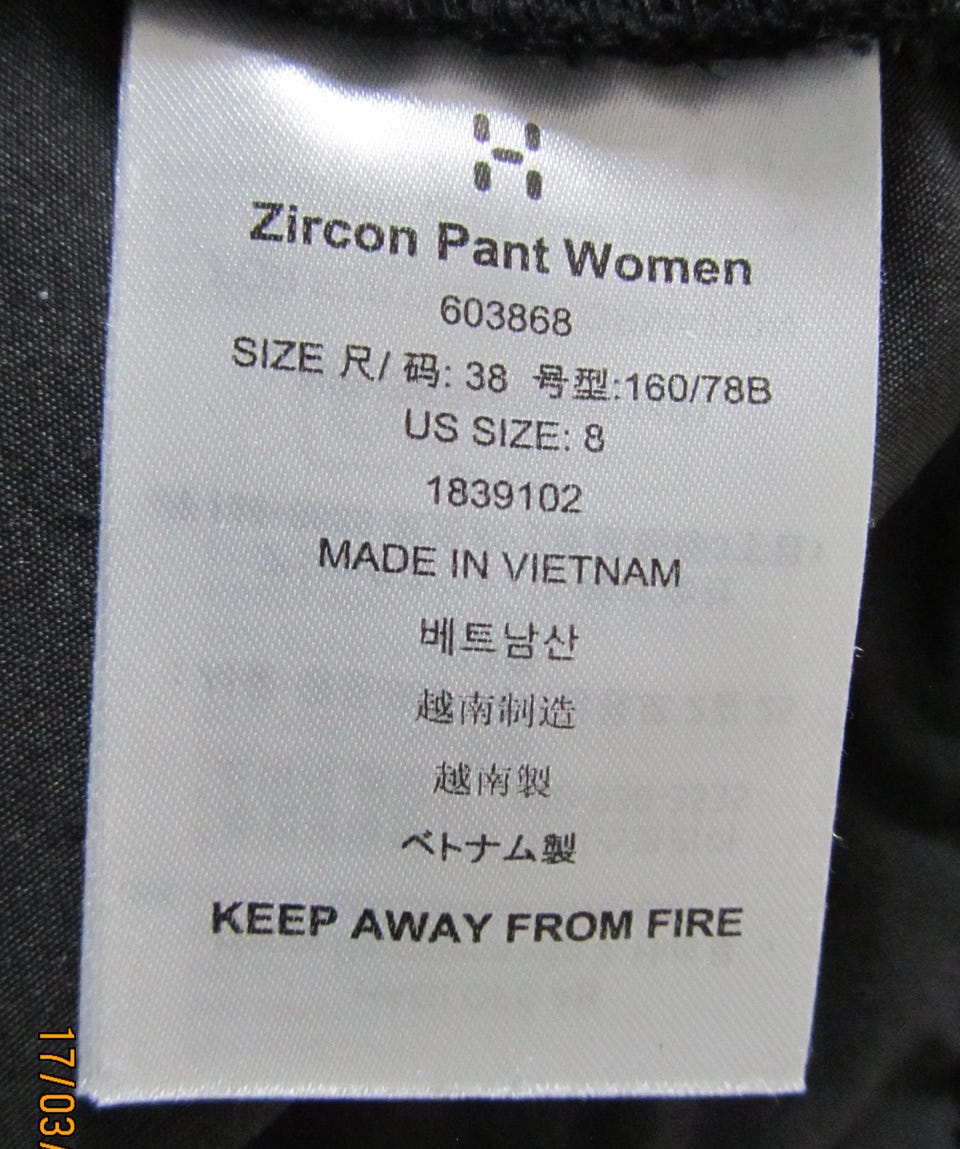 Zircon Pant Women
603868
SIZE 尺/ 码: 38 号型:160/78B
US SIZE: 8
1839102
MADE IN VIETNAM
베트남산
越南制造
越南製
ベトナム製
KEEP AWAY FROM FIRE
17/03/